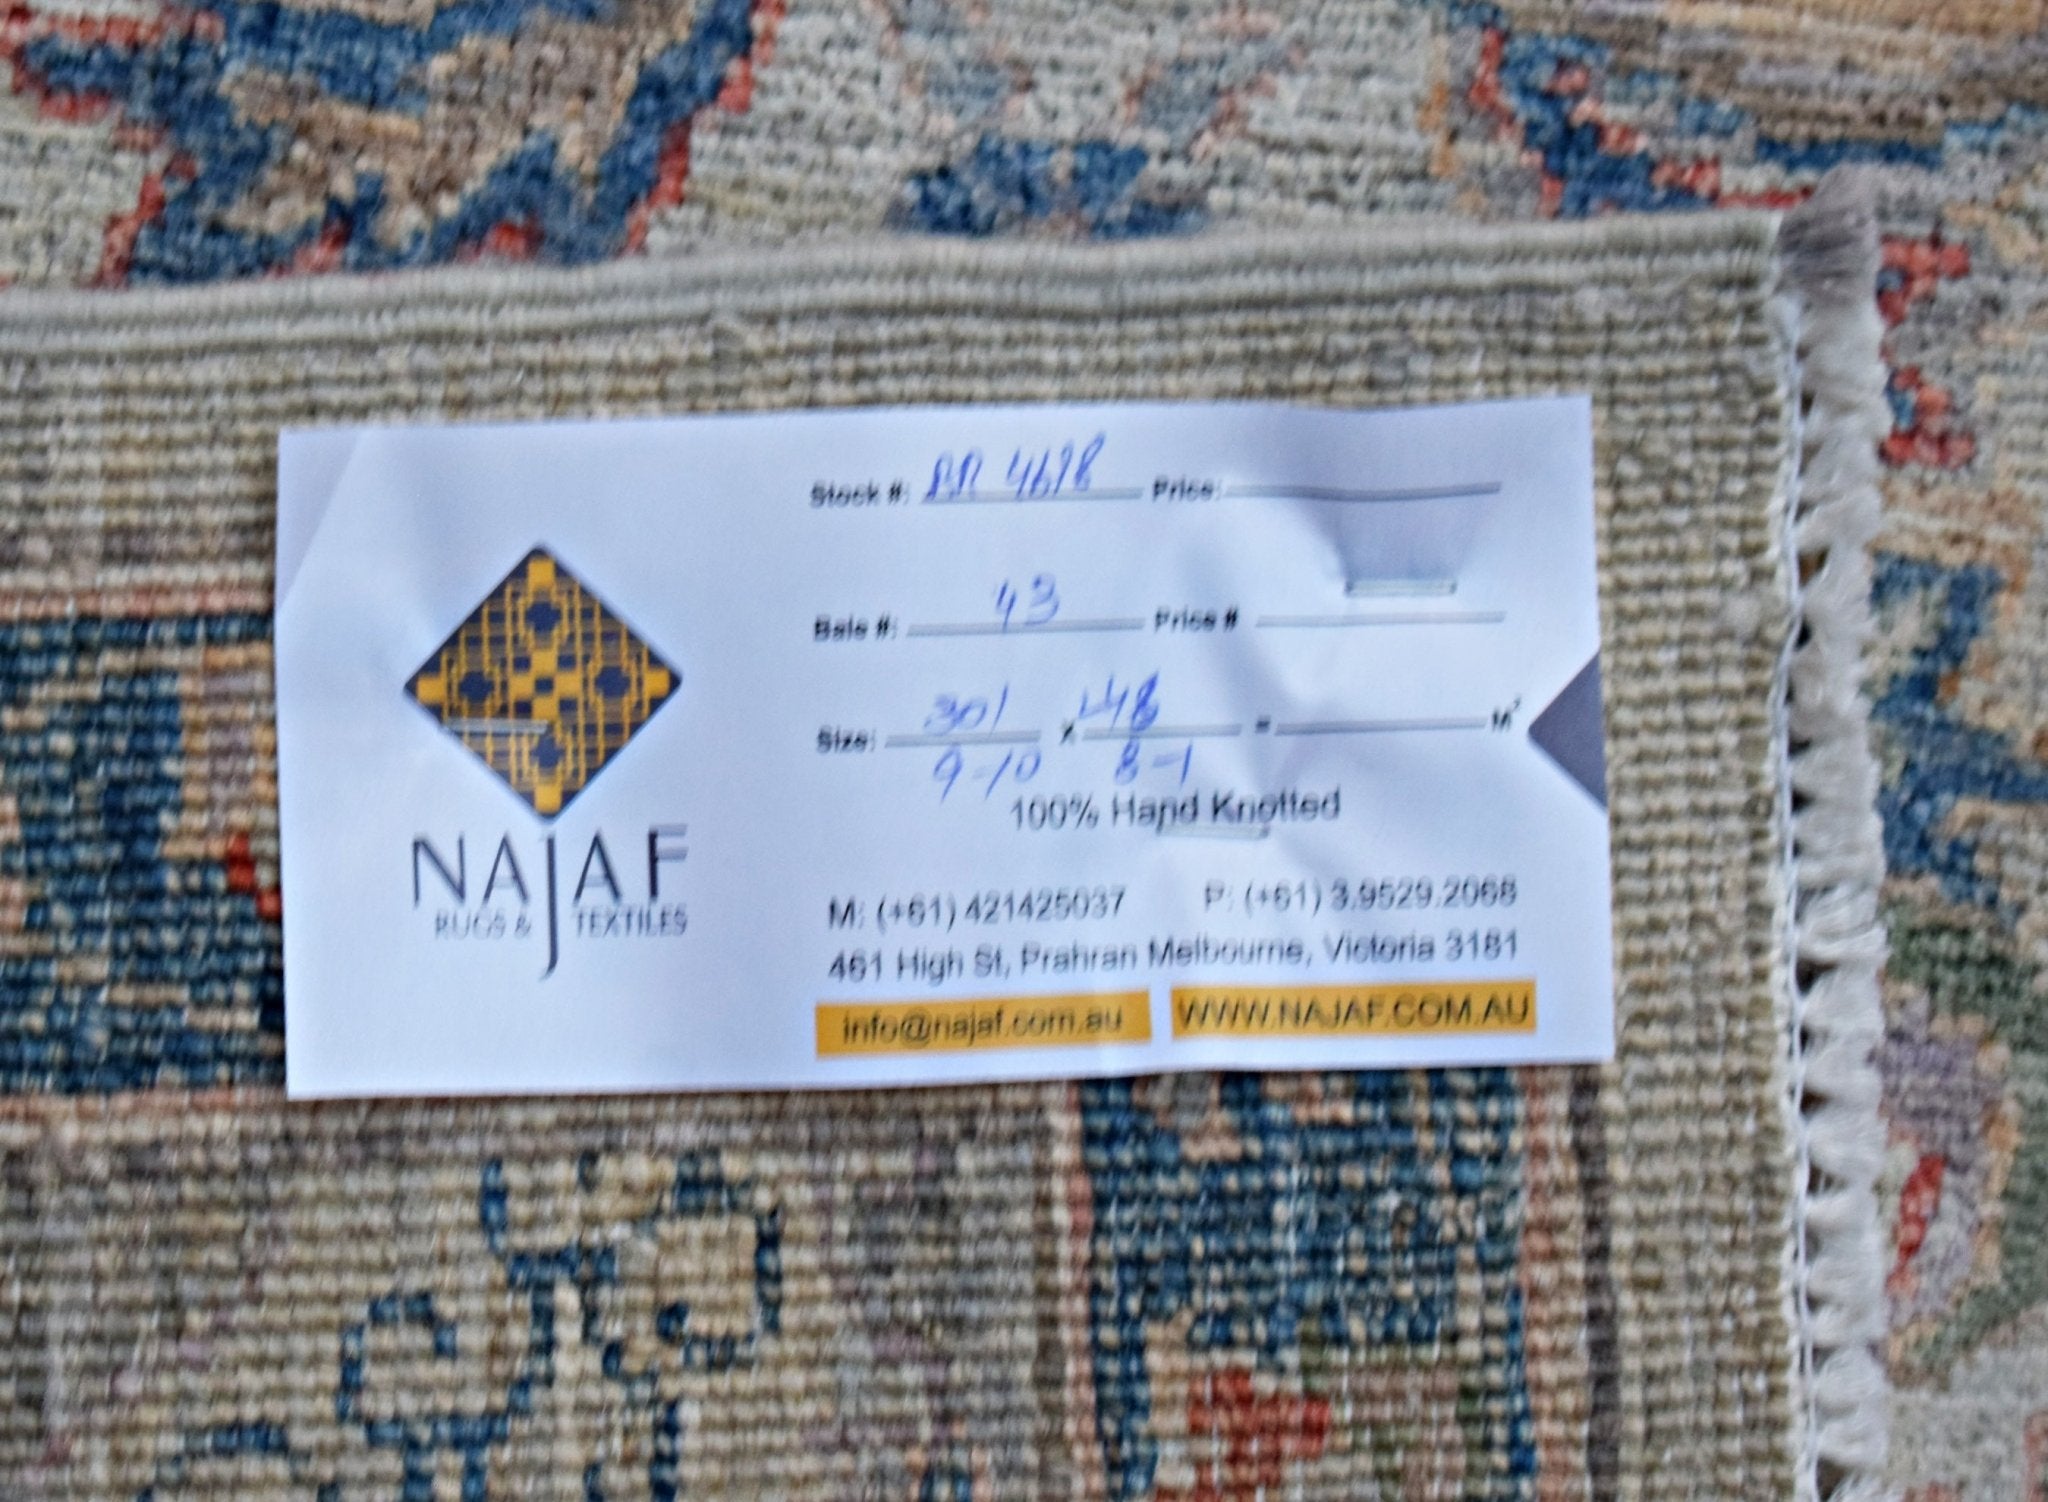 NAJAF
RUGS & TEXTILES
Stock #: RR 4618 Price:
Bale #: 43 Price #
Size: 301 x 248 = M²
9-10 8-1
100% Hand Knotted
M: (+61) 421425037 P: (+61) 3.9529.2068
461 High St, Prahran Melbourne, Victoria 3181
info@najaf.com.au WWW.NAJAF.COM.AU